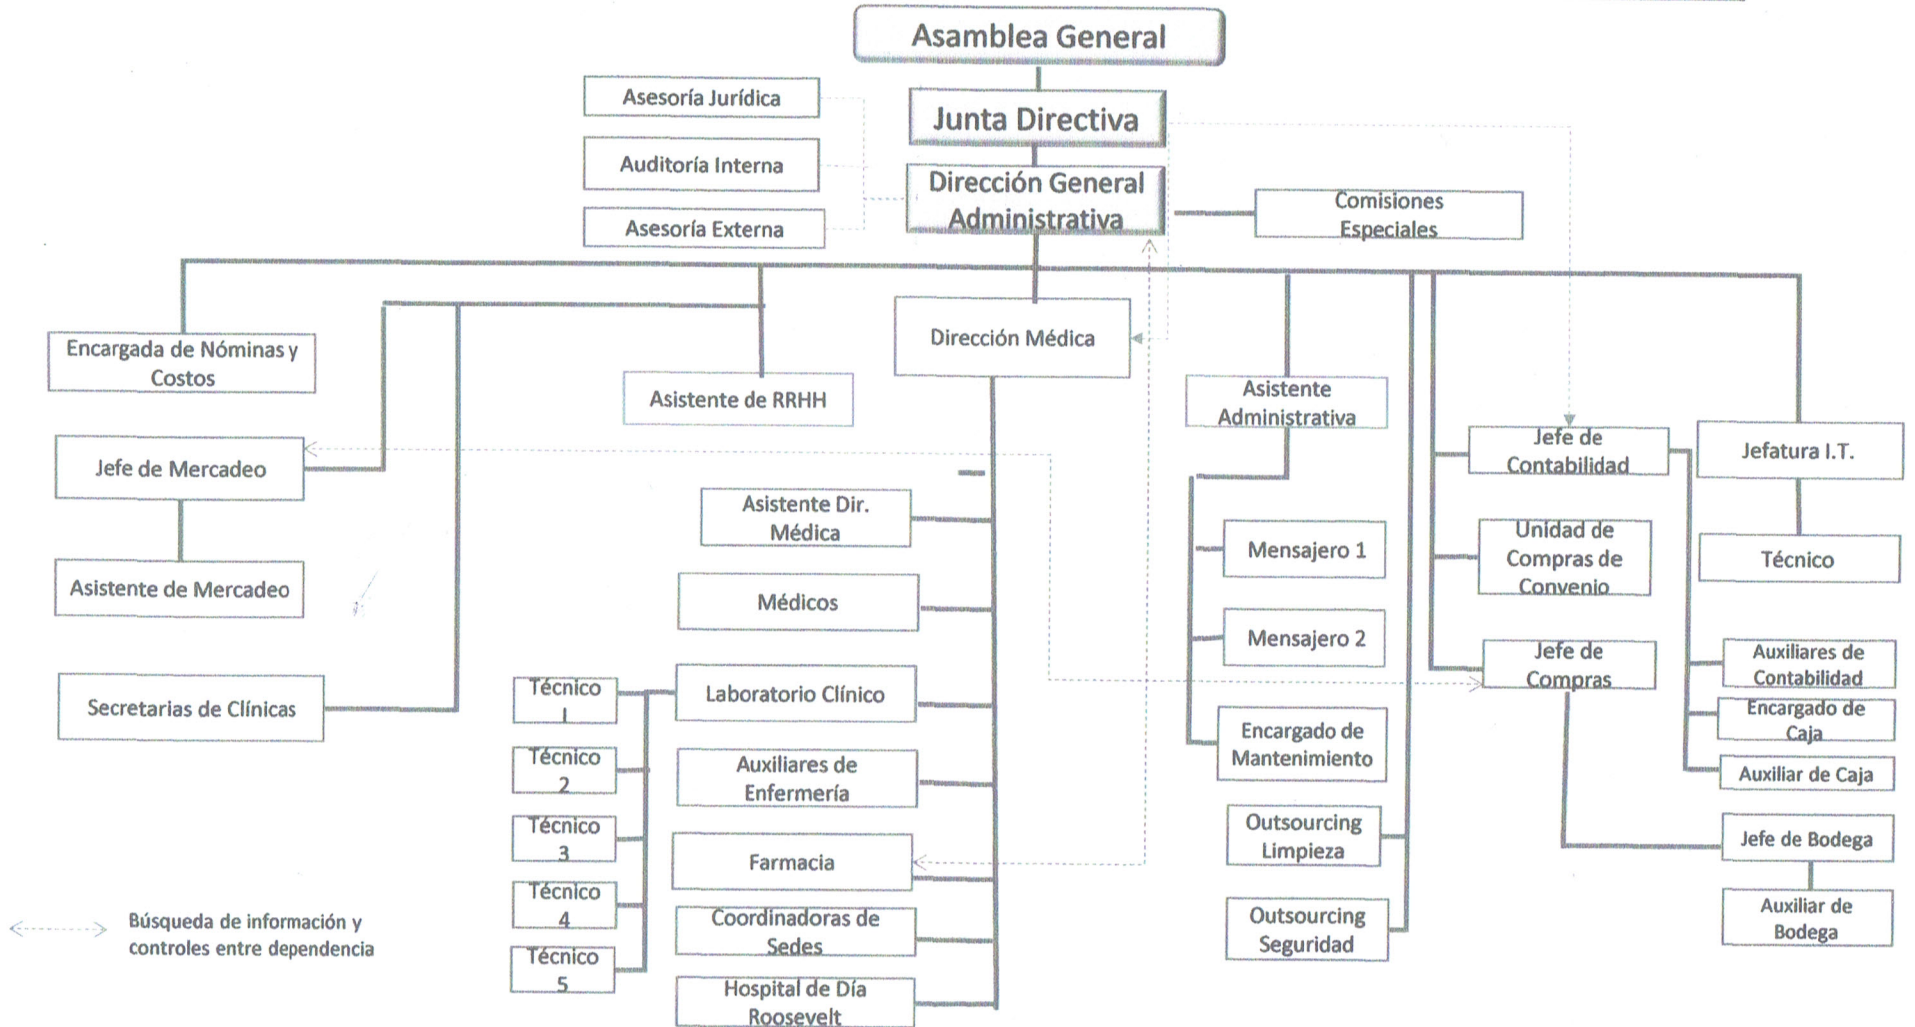 Asamblea General
Asesoría Jurídica
Junta Directiva
Auditoría Interna
Dirección General
Administrativa
Asesoría Externa
Comisiones
Especiales
Encargada de Nóminas y
Costos
Asistente de RRHH
Dirección Médica
Asistente
Administrativa
Jefe de Mercadeo
Jefe de
Contabilidad
Jefatura I.T.
Asistente Dir.
Médica
Mensajero 1
Unidad de
Compras de
Convenio
Técnico
Asistente de Mercadeo
Médicos
Mensajero 2
Jefe de
Compras
Auxiliares de
Contabilidad
Secretarias de Clínicas
Técnico
1
Laboratorio Clínico
Encargado de
Mantenimiento
Encargado de
Caja
Técnico
2
Auxiliares de
Enfermería
Auxiliar de Caja
Técnico
3
Farmacia
Outsourcing
Limpieza
Jefe de Bodega
Técnico
4
Coordinadoras de
Sedes
Outsourcing
Seguridad
Auxiliar de
Bodega
Búsqueda de información y
controles entre dependencia
Técnico
5
Hospital de Día
Roosevelt